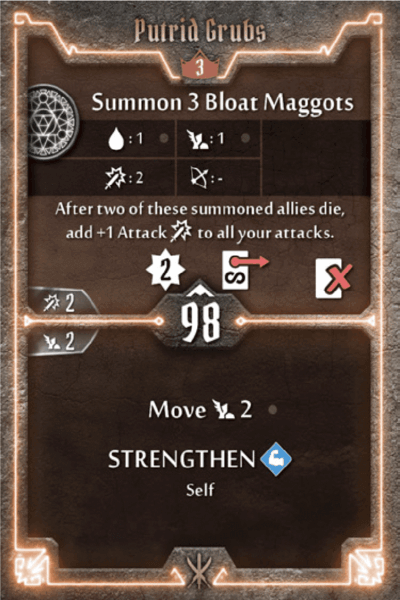 Putrid Grubs
3
Summon 3 Bloat Maggots
: 1 : 1
: 2 : -
After two of these summoned allies die,
add +1 Attack to all your attacks.
2 S
2
98
2
Move 2
STRENGTHEN
Self